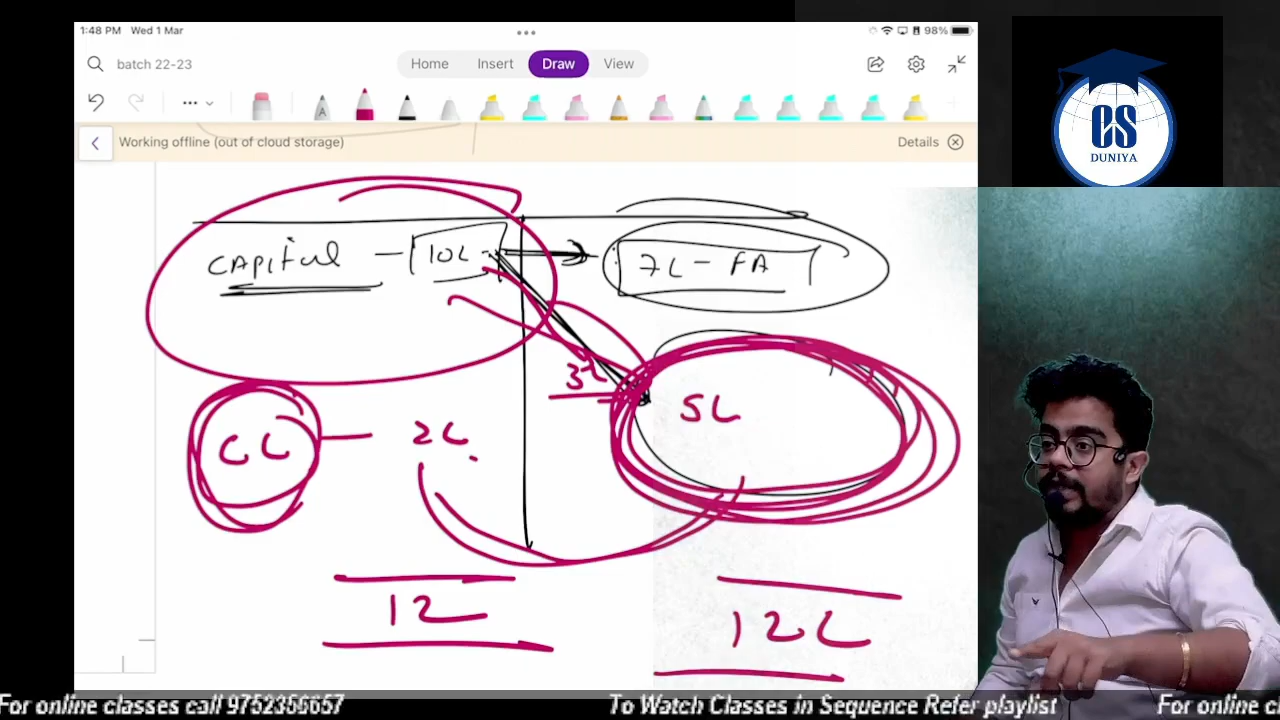 1:48 PM Wed 1 Mar
98%
batch 22-23
Home Insert Draw View
A
Working offline (out of cloud storage)
Details
CS
DUNIYA
CAPITAL - 10L
7L - FA
3L
5L
CL - 2L
12
12L
For online classes call 9752356657 To Watch Classes in Sequence Refer playlist For online cl